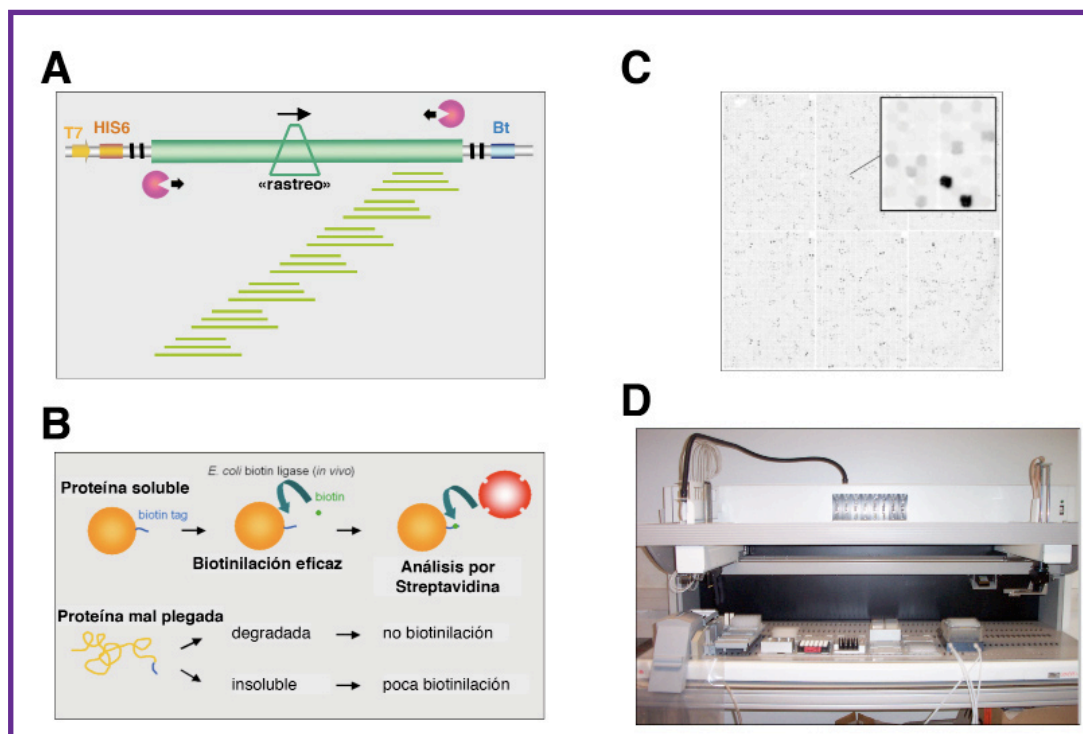 A
T7
HIS6
Bt
«rastreo»
B
Proteína soluble
biotin tag
E. coli biotin ligase (in vivo)
biotin
Biotinilación eficaz
Análisis por
Streptavidina
Proteína mal plegada
degradada
no biotinilación
insoluble
poca biotinilación
C
D